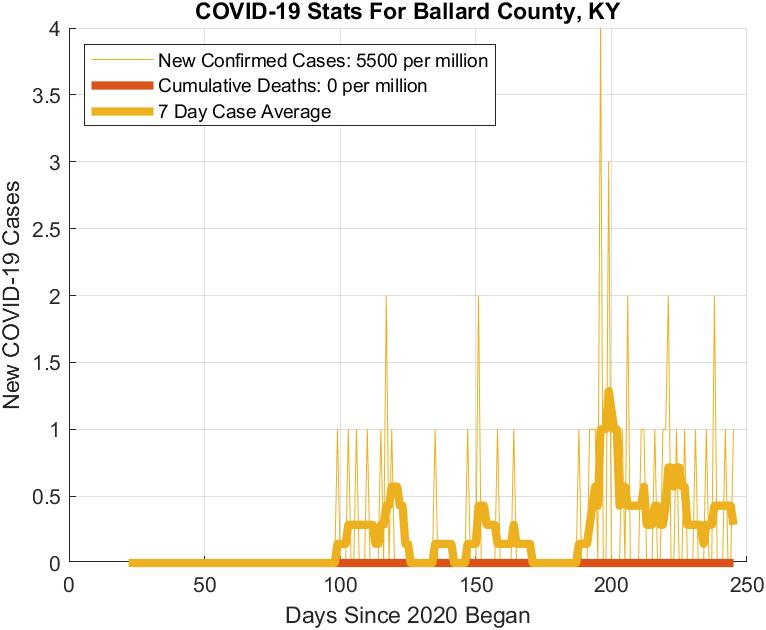 COVID-19 Stats For Ballard County, KY
New Confirmed Cases: 5500 per million
Cumulative Deaths: 0 per million
7 Day Case Average
New COVID-19 Cases
4
3.5
3
2.5
2
1.5
1
0.5
0
0 50 100 150 200 250
Days Since 2020 Began